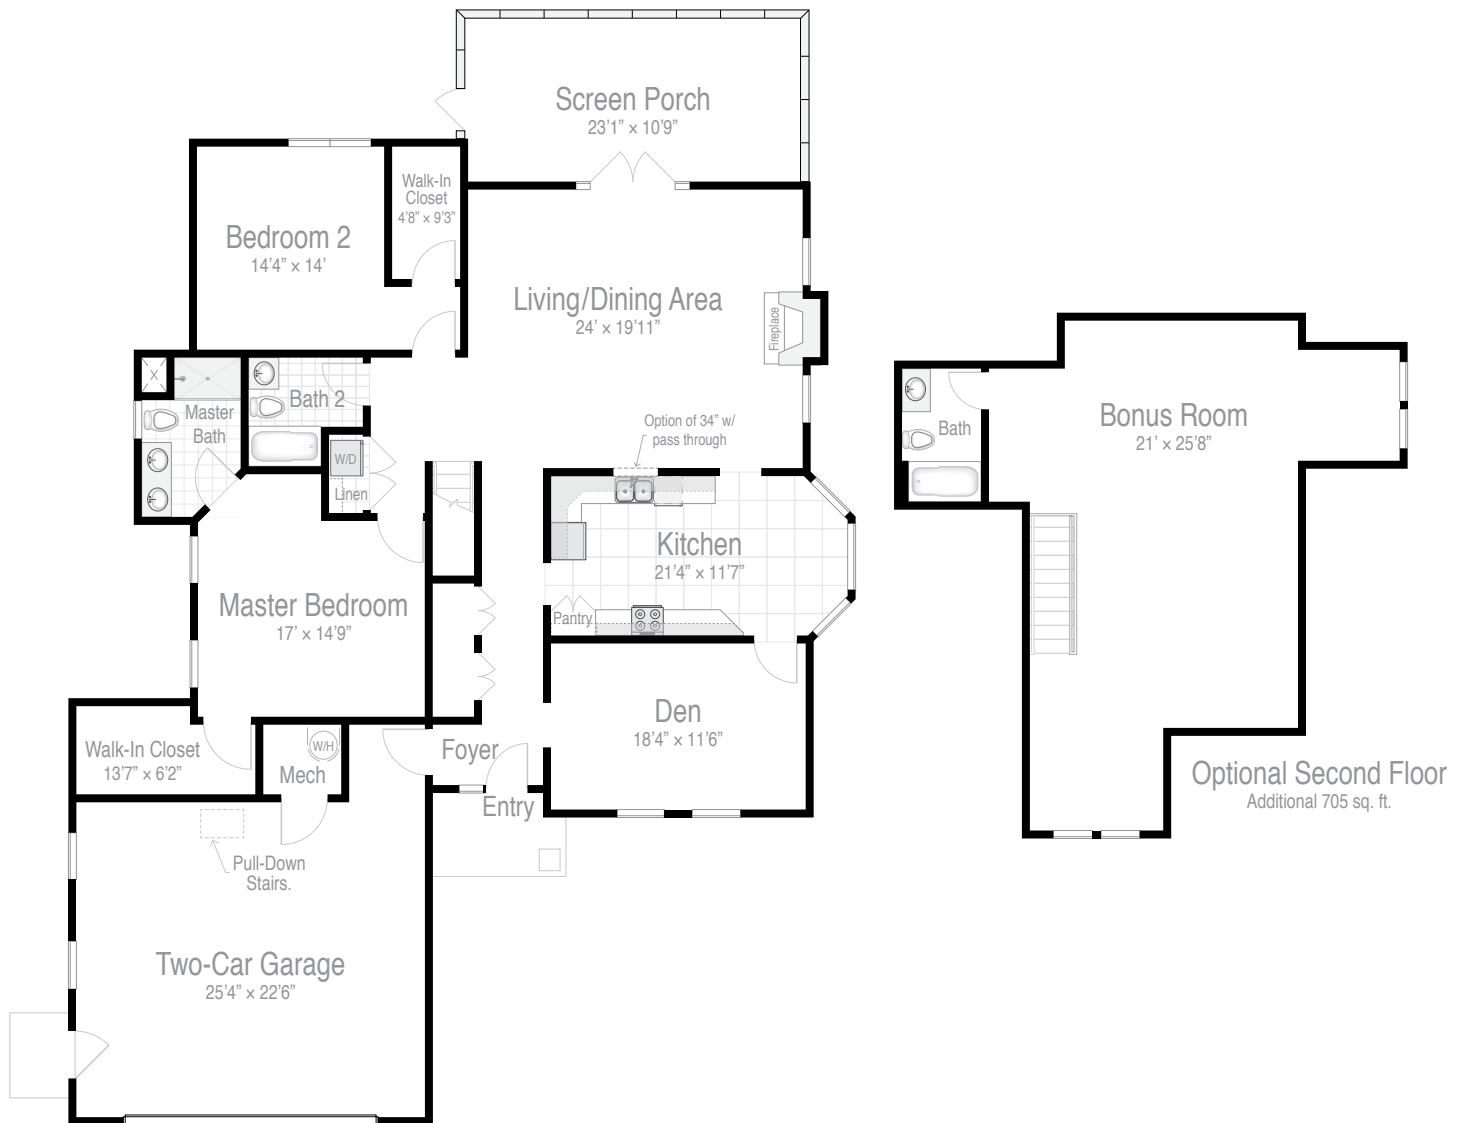 Screen Porch
23'1” × 10'9”
Walk-In
Closet
4'8” × 9'3”
Bedroom 2
14'4” × 14'
Living/Dining Area
24' × 19'11”
Fireplace
X
Master
Bath
Bath 2
W/D
Linen
Option of 34” w/
pass through
Kitchen
21'4” × 11'7”
Pantry
Master Bedroom
17' × 14'9”
Den
18'4” × 11'6”
Walk-In Closet
13'7” × 6'2”
W/H
Mech
Foyer
Entry
Pull-Down
Stairs.
Two-Car Garage
25'4” × 22'6”
Bath
Bonus Room
21' × 25'8”
Optional Second Floor
Additional 705 sq. ft.